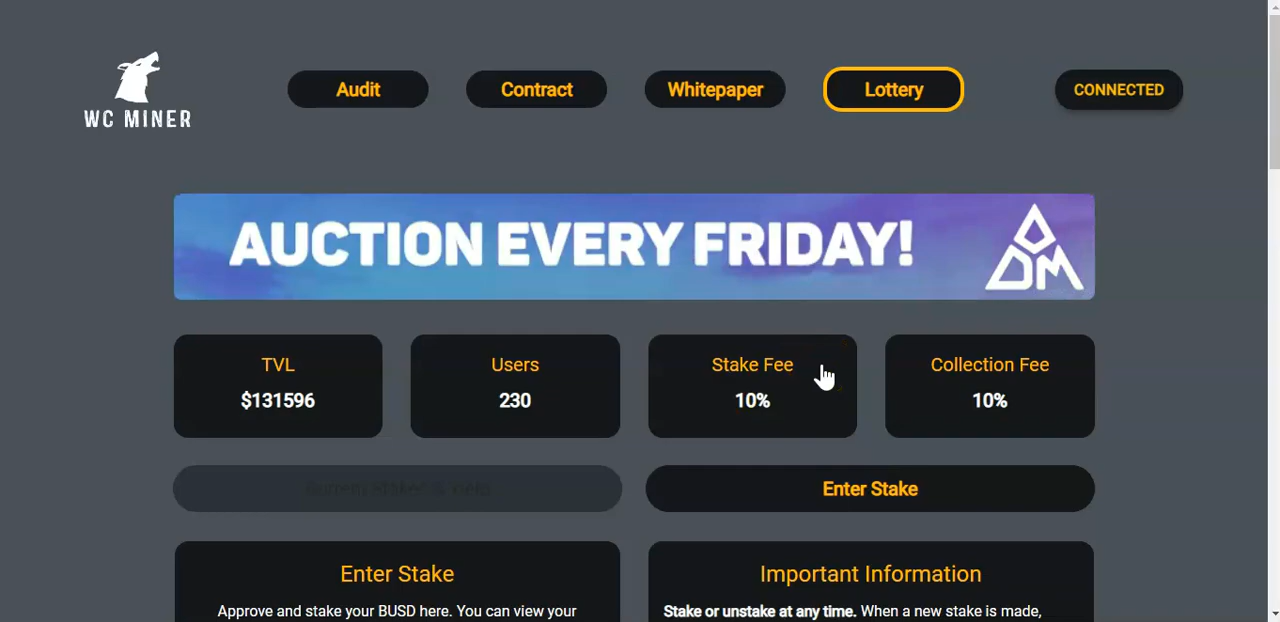 WC MINER
Audit
Contract
Whitepaper
Lottery
CONNECTED
AUCTION EVERY FRIDAY!
TVL
$131596
Users
230
Stake Fee
10%
Collection Fee
10%
Enter Stake
Enter Stake
Approve and stake your BUSD here. You can view your
Important Information
Stake or unstake at any time. When a new stake is made,